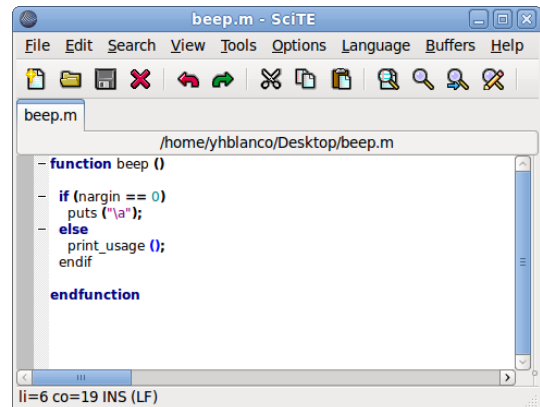 beep.m - SciTE
File Edit Search View Tools Options Language Buffers Help
beep.m
/home/yhblanco/Desktop/beep.m
function beep ()
if (nargin == 0)
puts ("\a");
else
print_usage ();
endif
endfunction
li=6 co=19 INS (LF)